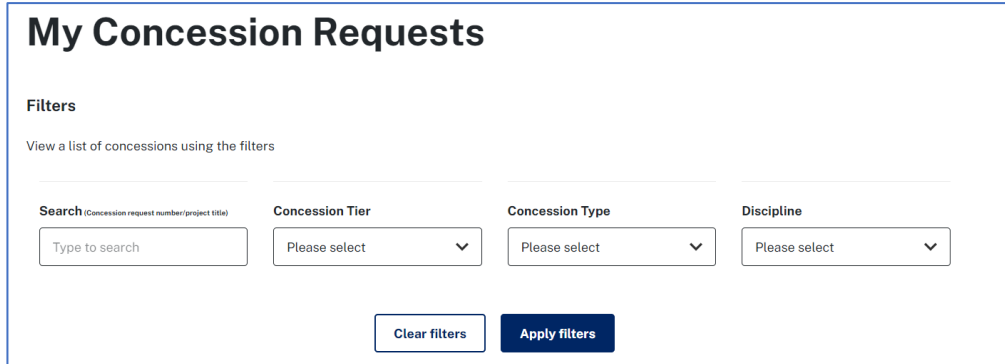 My Concession Requests
Filters
View a list of concessions using the filters
Search (Concession request number/project title)
Concession Tier
Concession Type
Discipline
Type to search
Please select
Please select
Please select
Clear filters
Apply filters